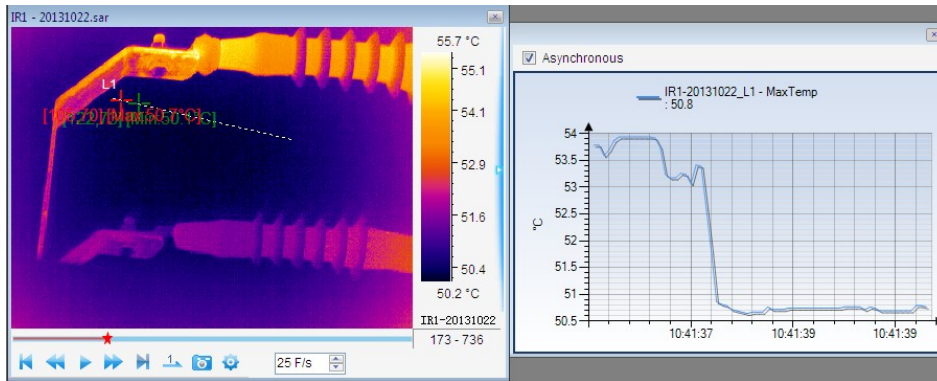 IR1 - 20131022.sar
55.7 °C
55.1
54.1
52.9
51.6
50.4
50.2 °C
L1
IR1-20131022
173 - 736
1
25 F/s
Asynchronous
IR1-20131022_L1 - MaxTemp
: 50.8
54
53.5
53
52.5
52
51.5
51
50.5
°C
10:41:37
10:41:39
10:41:39